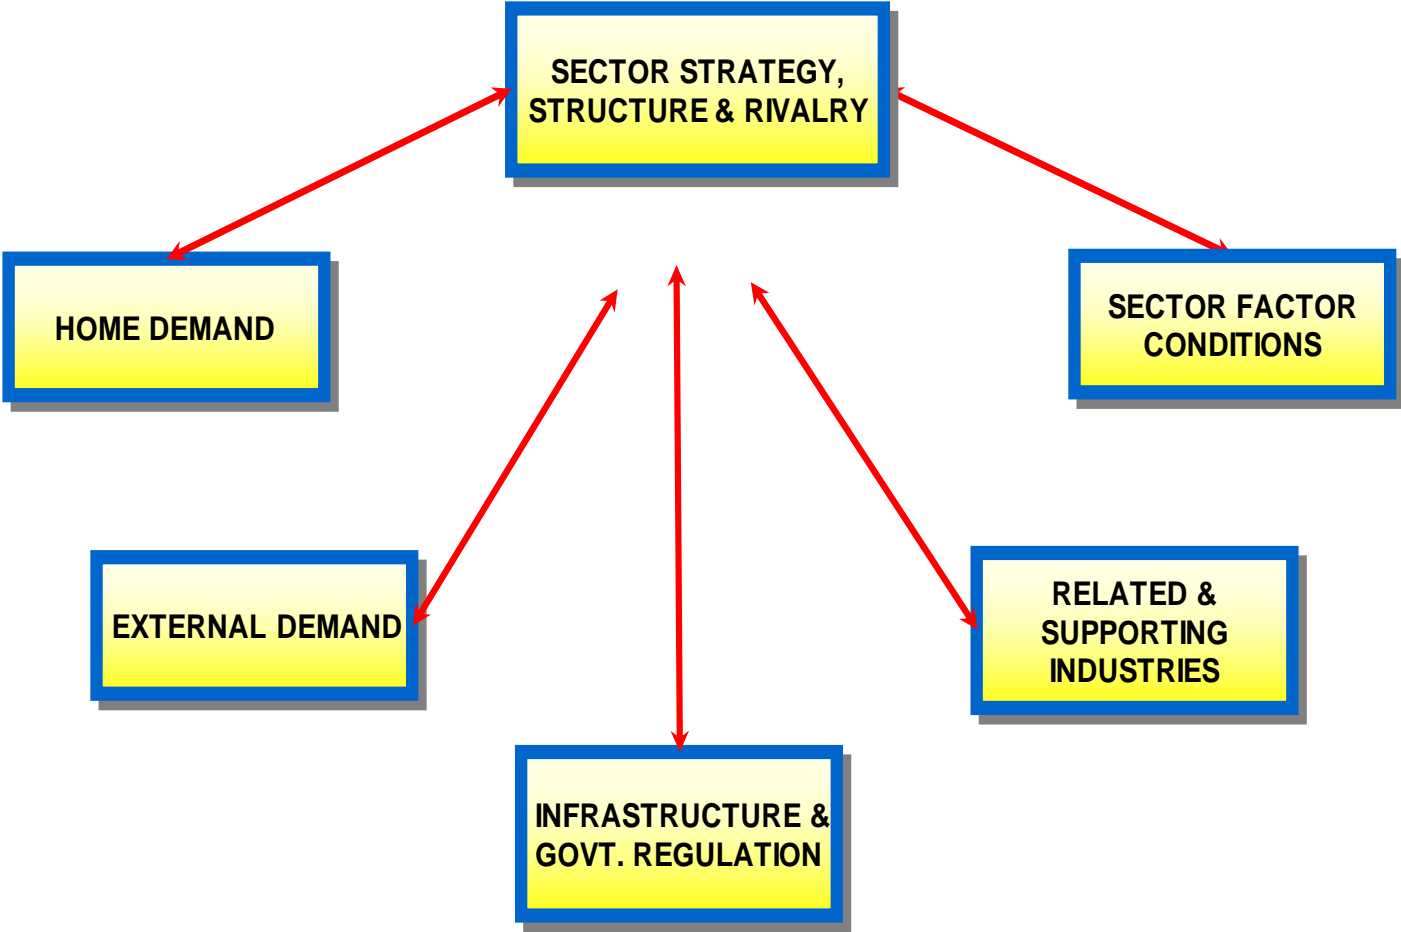 SECTOR STRATEGY,
STRUCTURE & RIVALRY
HOME DEMAND
SECTOR FACTOR
CONDITIONS
EXTERNAL DEMAND
RELATED &
SUPPORTING
INDUSTRIES
INFRASTRUCTURE &
GOVT. REGULATION